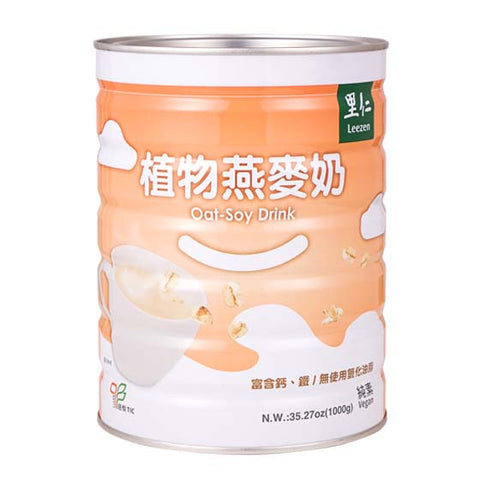 里仁
Leezen
植物燕麥奶
Oat-Soy Drink
富含鈣、鐵/無使用氫化油脂
純素
Vegan
TIC
N.W.:35.27oz(1000g)